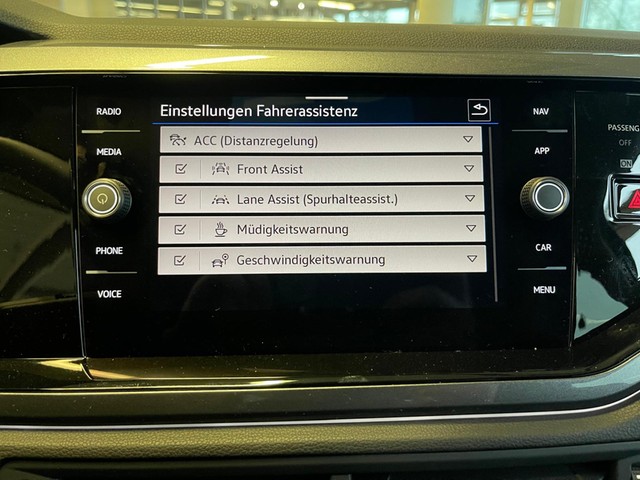 Einstellungen Fahrerassistenz
RADIO
MEDIA
PHONE
VOICE
ACC (Distanzregelung)
Front Assist
Lane Assist (Spurhalteassist.)
Müdigkeitswarnung
Geschwindigkeitswarnung
NAV
APP
CAR
MENU
PASSENG
OFF
ON